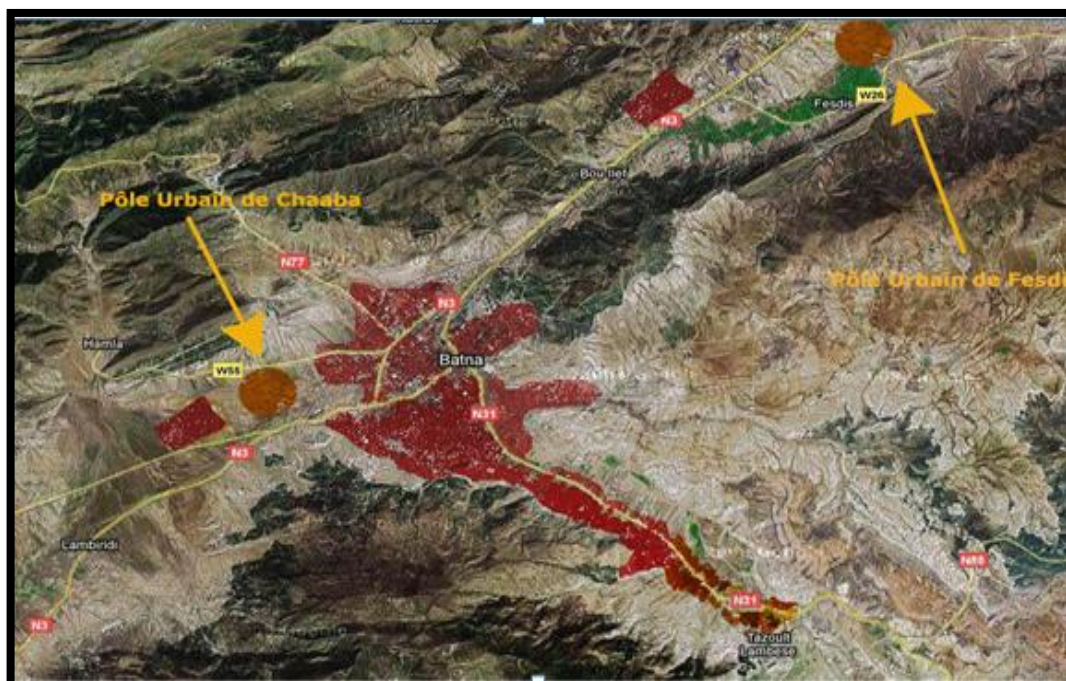 W26
Fesdis
N3
Bou Ilef
Pôle Urbain de Chaaba
N77
Pôle Urbain de Fesdi
N3
Hamla
Batna
W55
N31
N3
Lambiridi
N88
N31
N3
Tazoult
Lambese